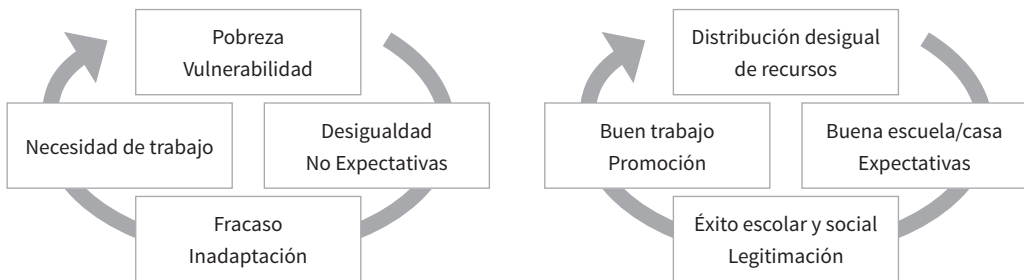 Pobreza
Vulnerabilidad
Necesidad de trabajo
Desigualdad
No Expectativas
Fracaso
Inadaptación
Distribución desigual
de recursos
Buen trabajo
Promoción
Buena escuela/casa
Expectativas
Éxito escolar y social
Legitimación